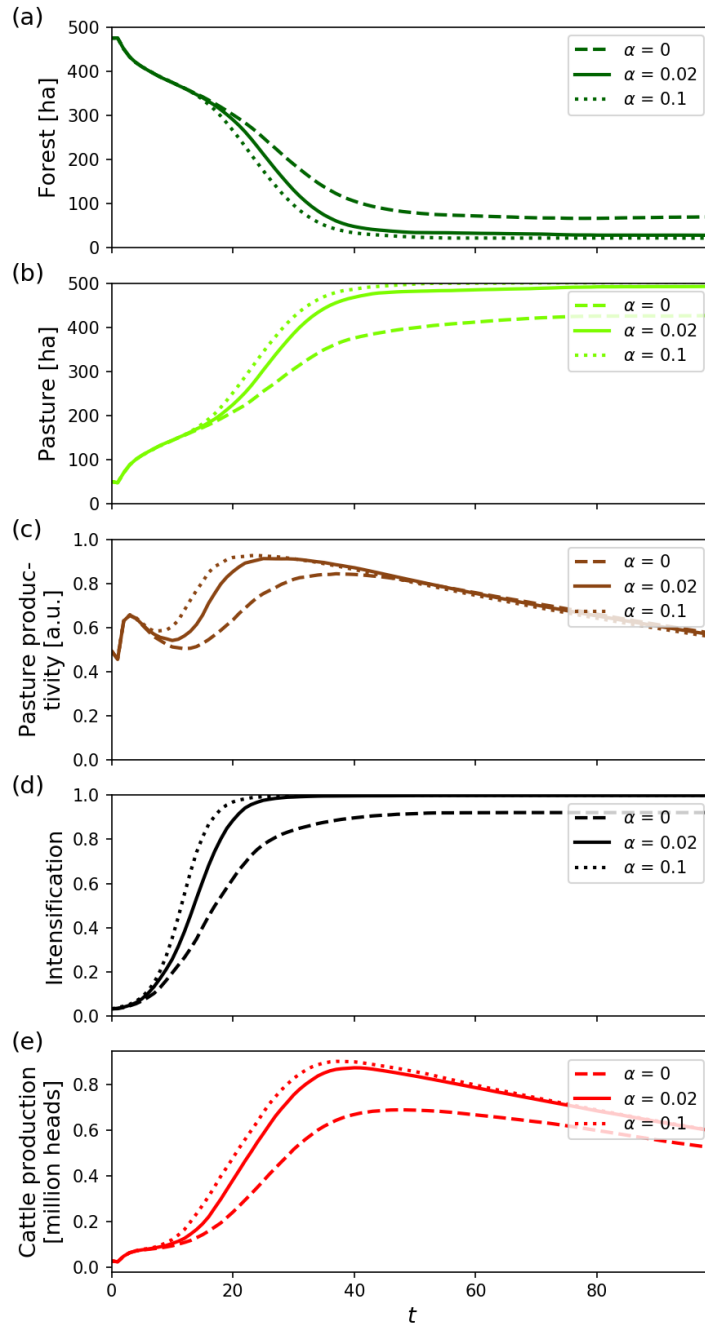 (a)
500
400
300
200
100
0
Forest [ha]
α = 0
α = 0.02
α = 0.1
(b)
500
400
300
200
100
0
Pasture [ha]
α = 0
α = 0.02
α = 0.1
(c)
1.0
0.8
0.6
0.4
0.2
0.0
Pasture produc-
tivity [a.u.]
α = 0
α = 0.02
α = 0.1
(d)
1.0
0.8
0.6
0.4
0.2
0.0
Intensification
α = 0
α = 0.02
α = 0.1
(e)
0.8
0.6
0.4
0.2
0.0
Cattle production
[million heads]
α = 0
α = 0.02
α = 0.1
0 20 40 60 80
t